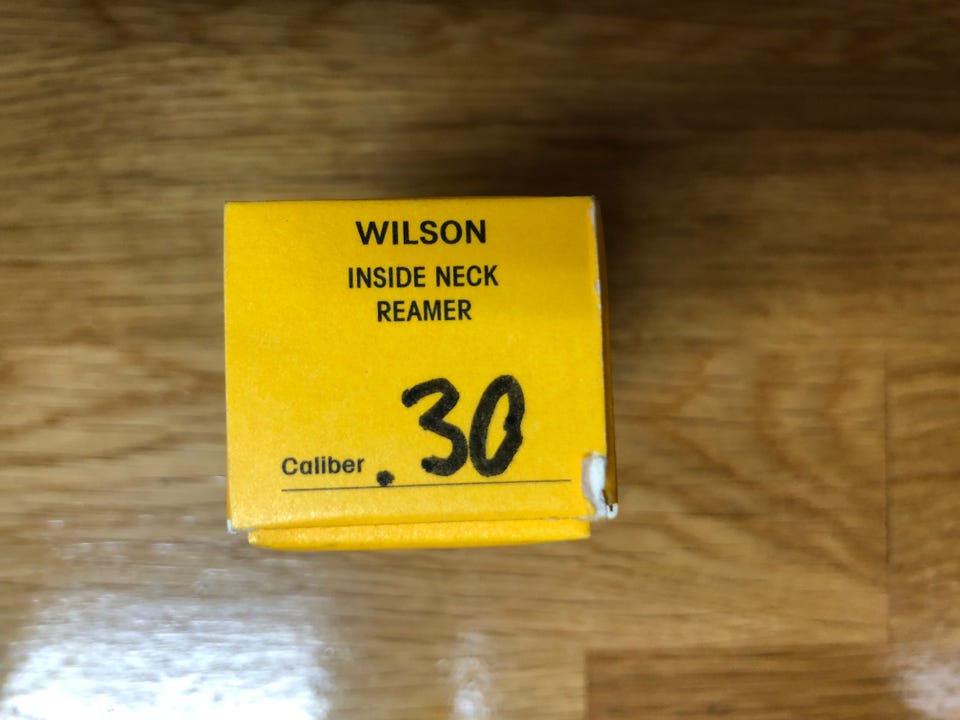 WILSON
INSIDE NECK
REAMER
Caliber .30